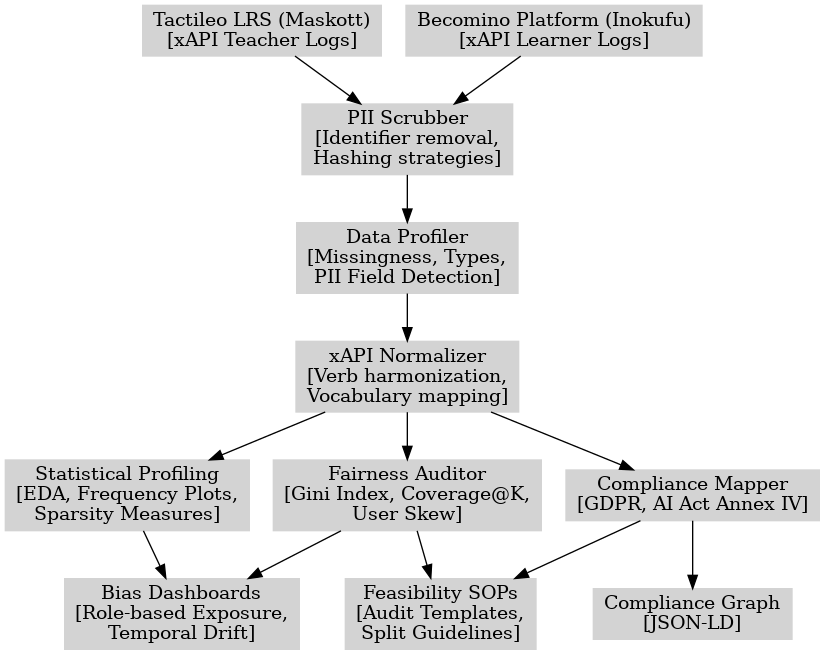 Tactileo LRS (Maskott)
[xAPI Teacher Logs]
Becomino Platform (Inokufu)
[xAPI Learner Logs]
PII Scrubber
[Identifier removal,
Hashing strategies]
Data Profiler
[Missingness, Types,
PII Field Detection]
xAPI Normalizer
[Verb harmonization,
Vocabulary mapping]
Statistical Profiling
[EDA, Frequency Plots,
Sparsity Measures]
Fairness Auditor
[Gini Index, Coverage@K,
User Skew]
Compliance Mapper
[GDPR, AI Act Annex IV]
Bias Dashboards
[Role-based Exposure,
Temporal Drift]
Feasibility SOPs
[Audit Templates,
Split Guidelines]
Compliance Graph
[JSON-LD]